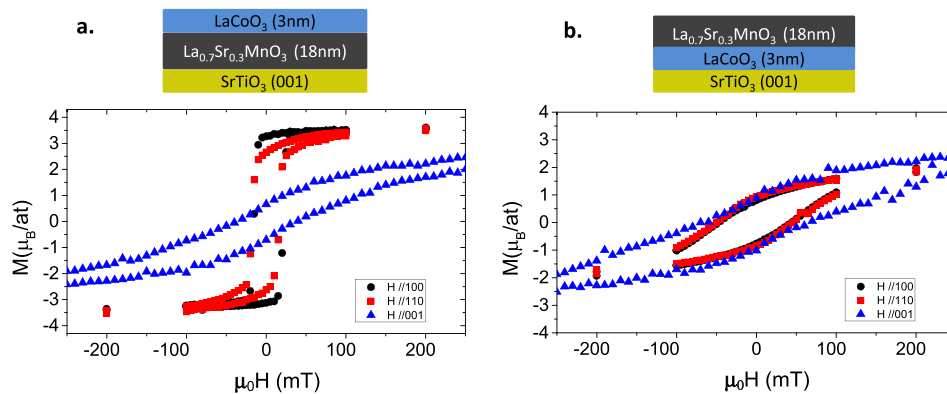 a.
LaCoO₃ (3nm)
La₀.₇Sr₀.₃MnO₃ (18nm)
SrTiO₃ (001)
4
3
2
1
0
-1
-2
-3
-4
M(μ_B/at)
H //100
H //110
H //001
-200 -100 0 100 200
μ₀H (mT)
b.
La₀.₇Sr₀.₃MnO₃ (18nm)
LaCoO₃ (3nm)
SrTiO₃ (001)
4
3
2
1
0
-1
-2
-3
-4
M(μ_B/at)
H //100
H //110
H //001
-200 -100 0 100 200
μ₀H (mT)